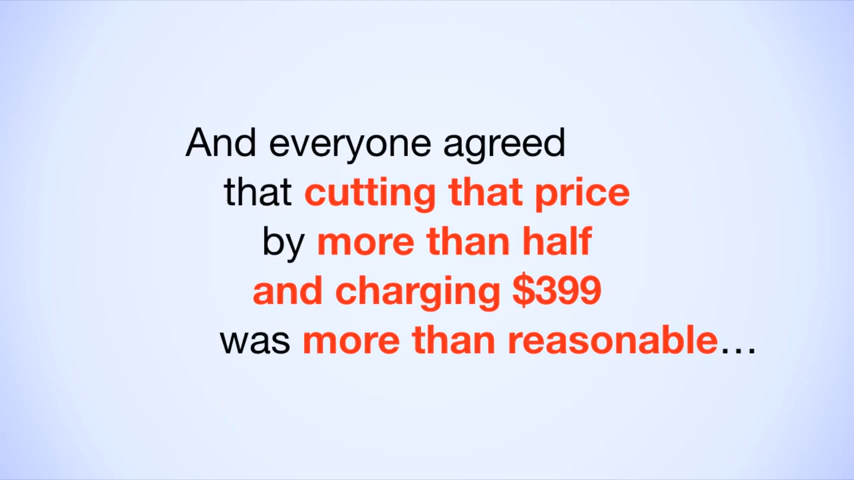 And everyone agreed
that cutting that price
by more than half
and charging $399
was more than reasonable…